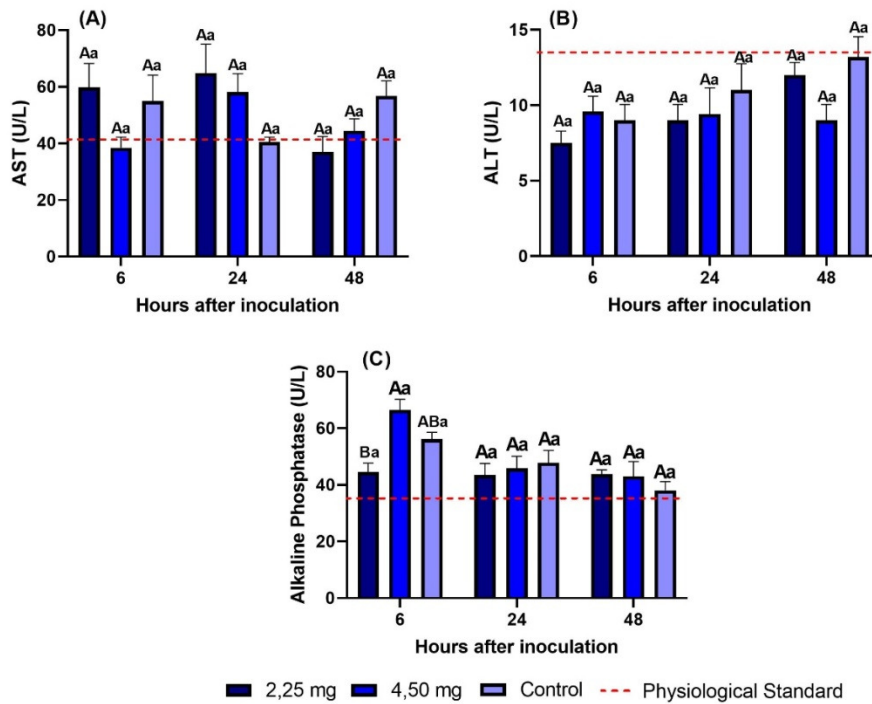 (A)
AST (U/L)
80
60
40
20
0
Aa Aa Aa Aa Aa Aa Aa Aa Aa
6 24 48
Hours after inoculation
(B)
ALT (U/L)
15
10
5
0
Aa Aa Aa Aa Aa Aa Aa Aa Aa
6 24 48
Hours after inoculation
(C)
Alkaline Phosphatase (U/L)
80
60
40
20
0
Ba Aa ABa Aa Aa Aa Aa Aa Aa
6 24 48
Hours after inoculation
2,25 mg 4,50 mg Control Physiological Standard